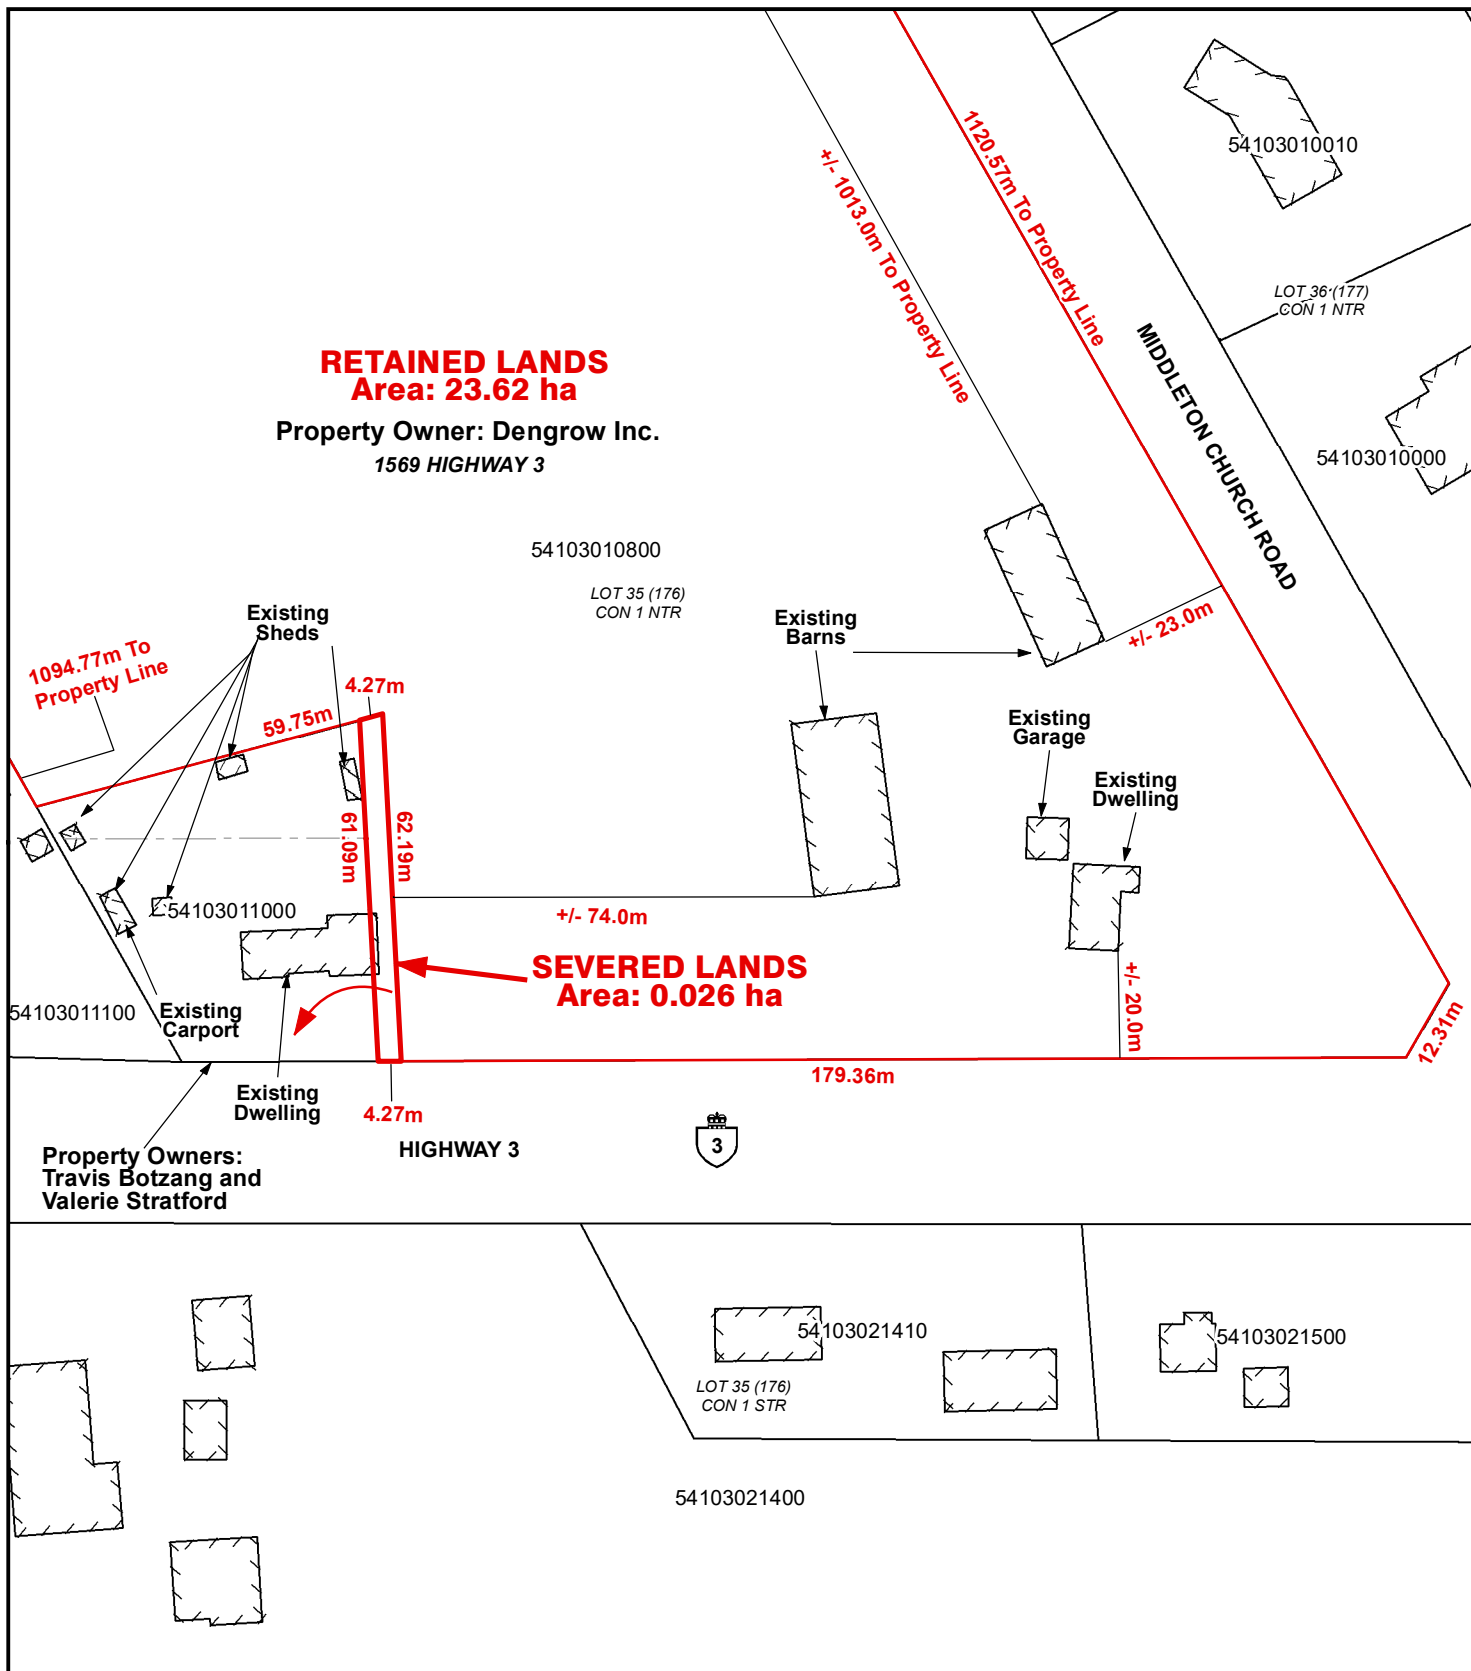 54103010010
1120.57m To Property Line
+/- 1013.0m To Property Line
LOT 36 (177)
CON 1 NTR
MIDDLETON CHURCH ROAD
RETAINED LANDS
Area: 23.62 ha
Property Owner: Dengrow Inc.
1569 HIGHWAY 3
54103010000
54103010800
LOT 35 (176)
CON 1 NTR
Existing
Sheds
Existing
Barns
+/- 23.0m
1094.77m To
Property Line
4.27m
59.75m
Existing
Garage
Existing
Dwelling
61.09m
62.19m
54103011000
+/- 74.0m
SEVERED LANDS
Area: 0.026 ha
+/- 20.0m
54103011100
Existing
Carport
12.31m
179.36m
Existing
Dwelling
4.27m
HIGHWAY 3
3
Property Owners:
Travis Botzang and
Valerie Stratford
54103021410
54103021500
LOT 35 (176)
CON 1 STR
54103021400